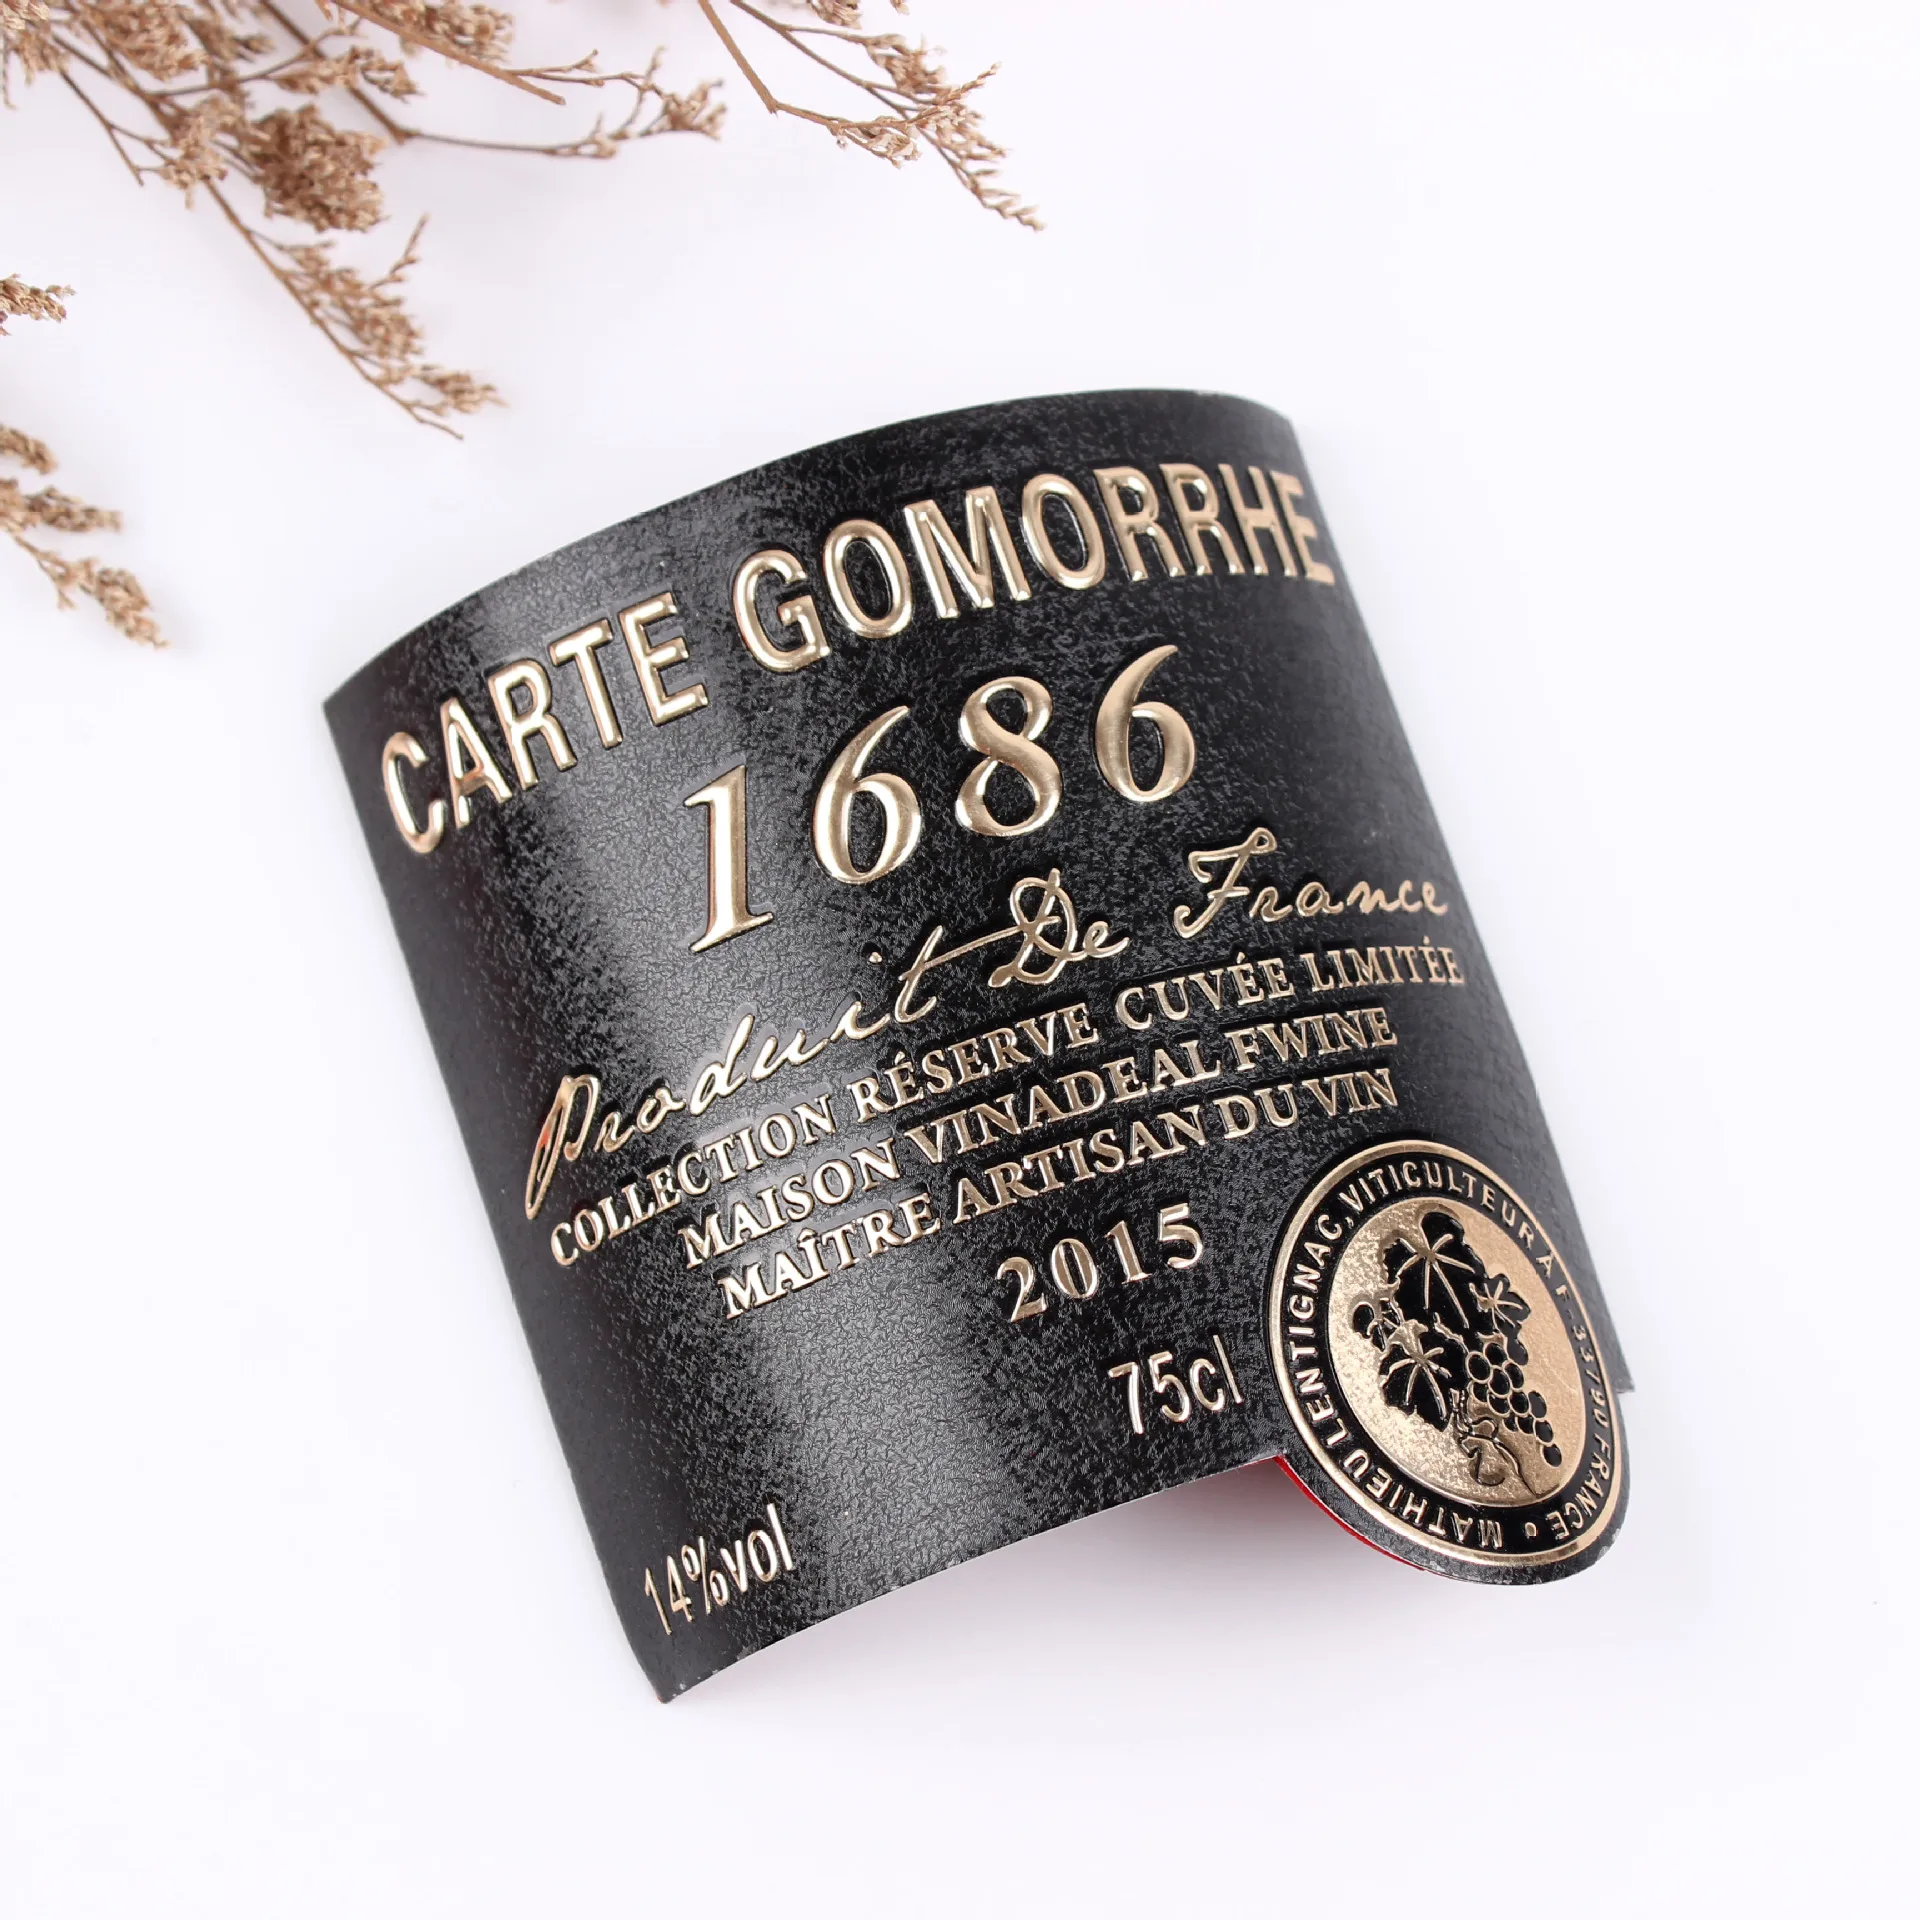 CARTE GOMORRHE
1686
Produit De France
COLLECTION RÉSERVE CUVÉE LIMITÉE
MAISON VINADEAL FWINE
MAÎTRE ARTISAN DU VIN
2015
75cl
14%vol
MATHIEU LENTIGNAC, VITICULTEUR À F-33190 FRANCE •